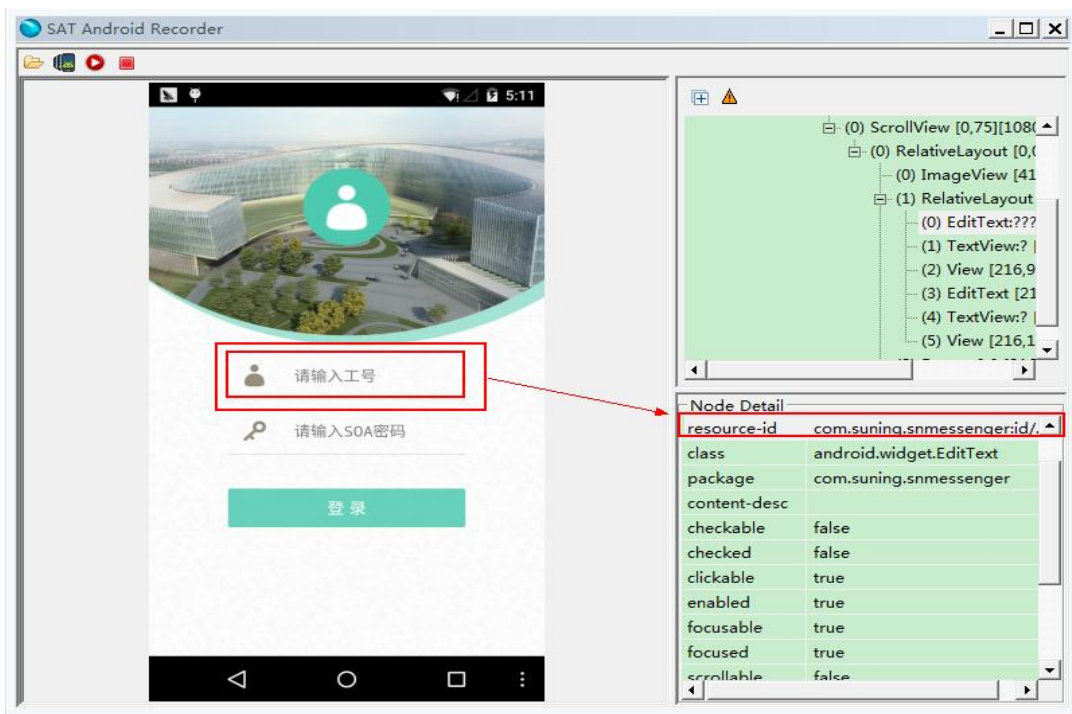 SAT Android Recorder
5:11
请输入工号
请输入SOA密码
登 录
(0) ScrollView [0,75][108(
(0) RelativeLayout [0,(
(0) ImageView [41
(1) RelativeLayout
(0) EditText:???
(1) TextView:? [
(2) View [216,9
(3) EditText [21
(4) TextView:? [
(5) View [216,1
Node Detail
resource-id com.suning.snmessenger:id/.
class android.widget.EditText
package com.suning.snmessenger
content-desc
checkable false
checked false
clickable true
enabled true
focusable true
focused true
scrollable false